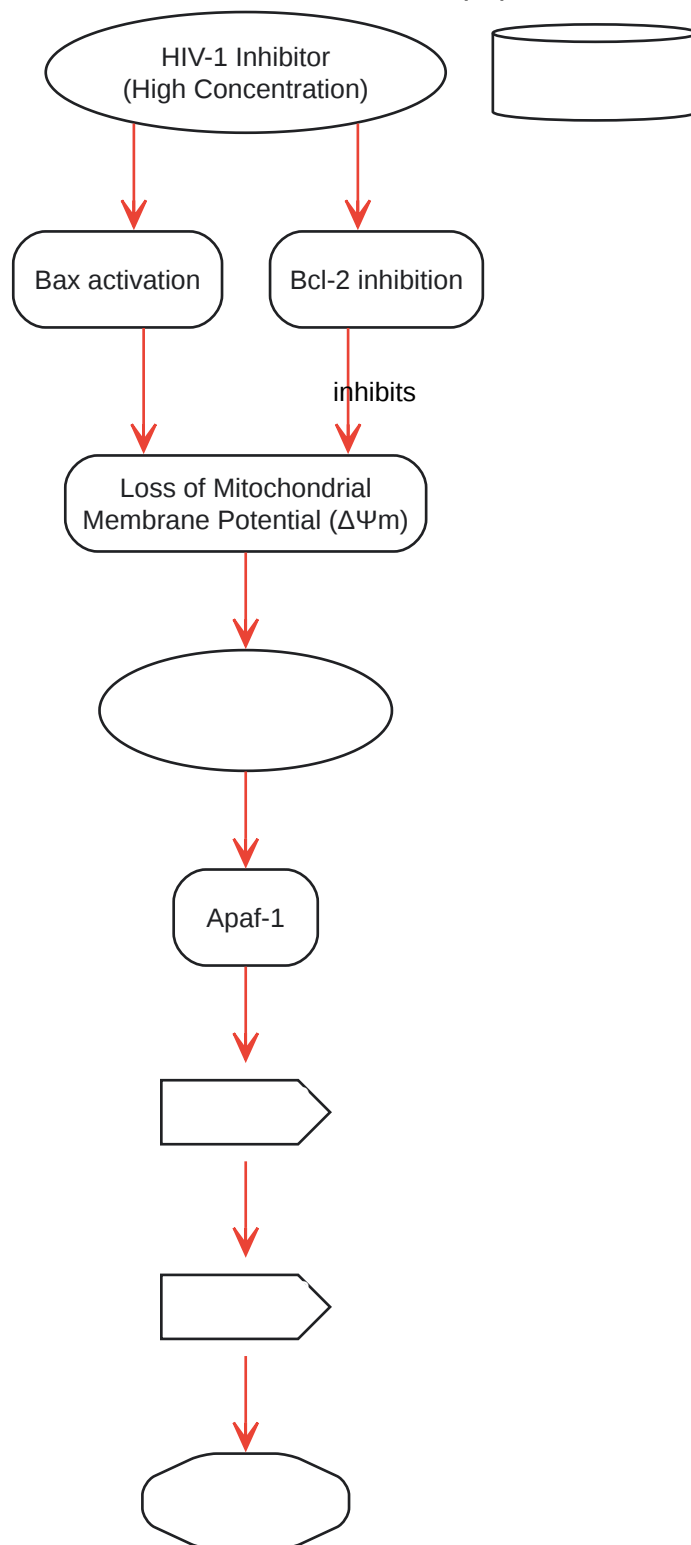 HIV-1 Inhibitor
(High Concentration)
Bax activation
Bcl-2 inhibition
inhibits
Loss of Mitochondrial
Membrane Potential (ΔΨm)
Apaf-1